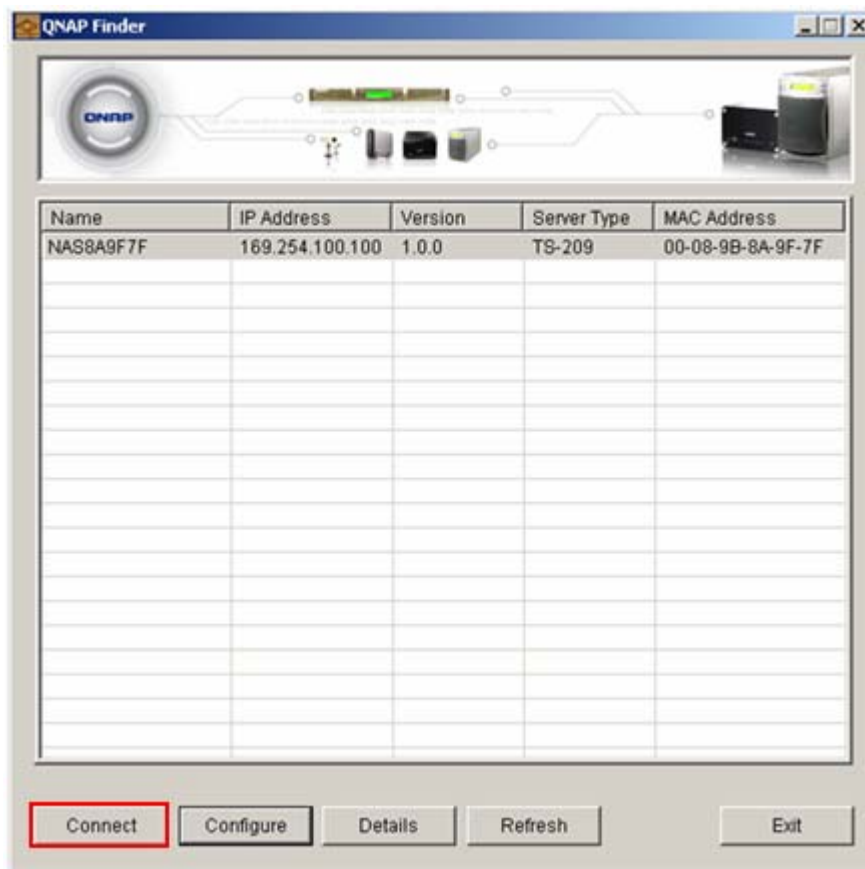 QNAP Finder
QNAP
Name IP Address Version Server Type MAC Address
NAS8A9F7F 169.254.100.100 1.0.0 TS-209 00-08-9B-8A-9F-7F
Connect Configure Details Refresh Exit